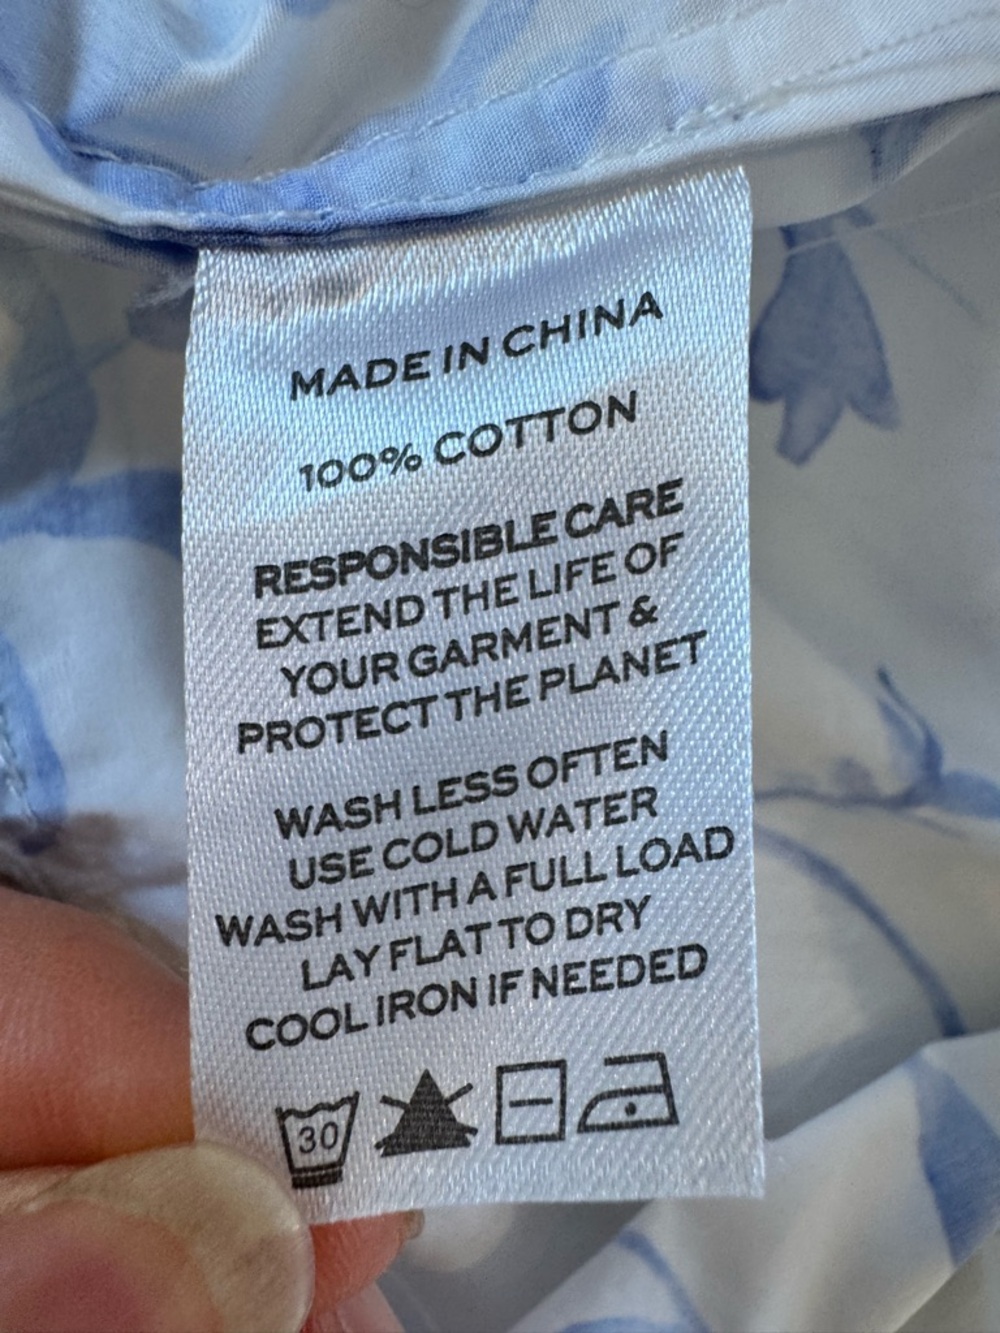 MADE IN CHINA
100% COTTON
RESPONSIBLE CARE
EXTEND THE LIFE OF
YOUR GARMENT &
PROTECT THE PLANET
WASH LESS OFTEN
USE COLD WATER
WASH WITH A FULL LOAD
LAY FLAT TO DRY
COOL IRON IF NEEDED
30